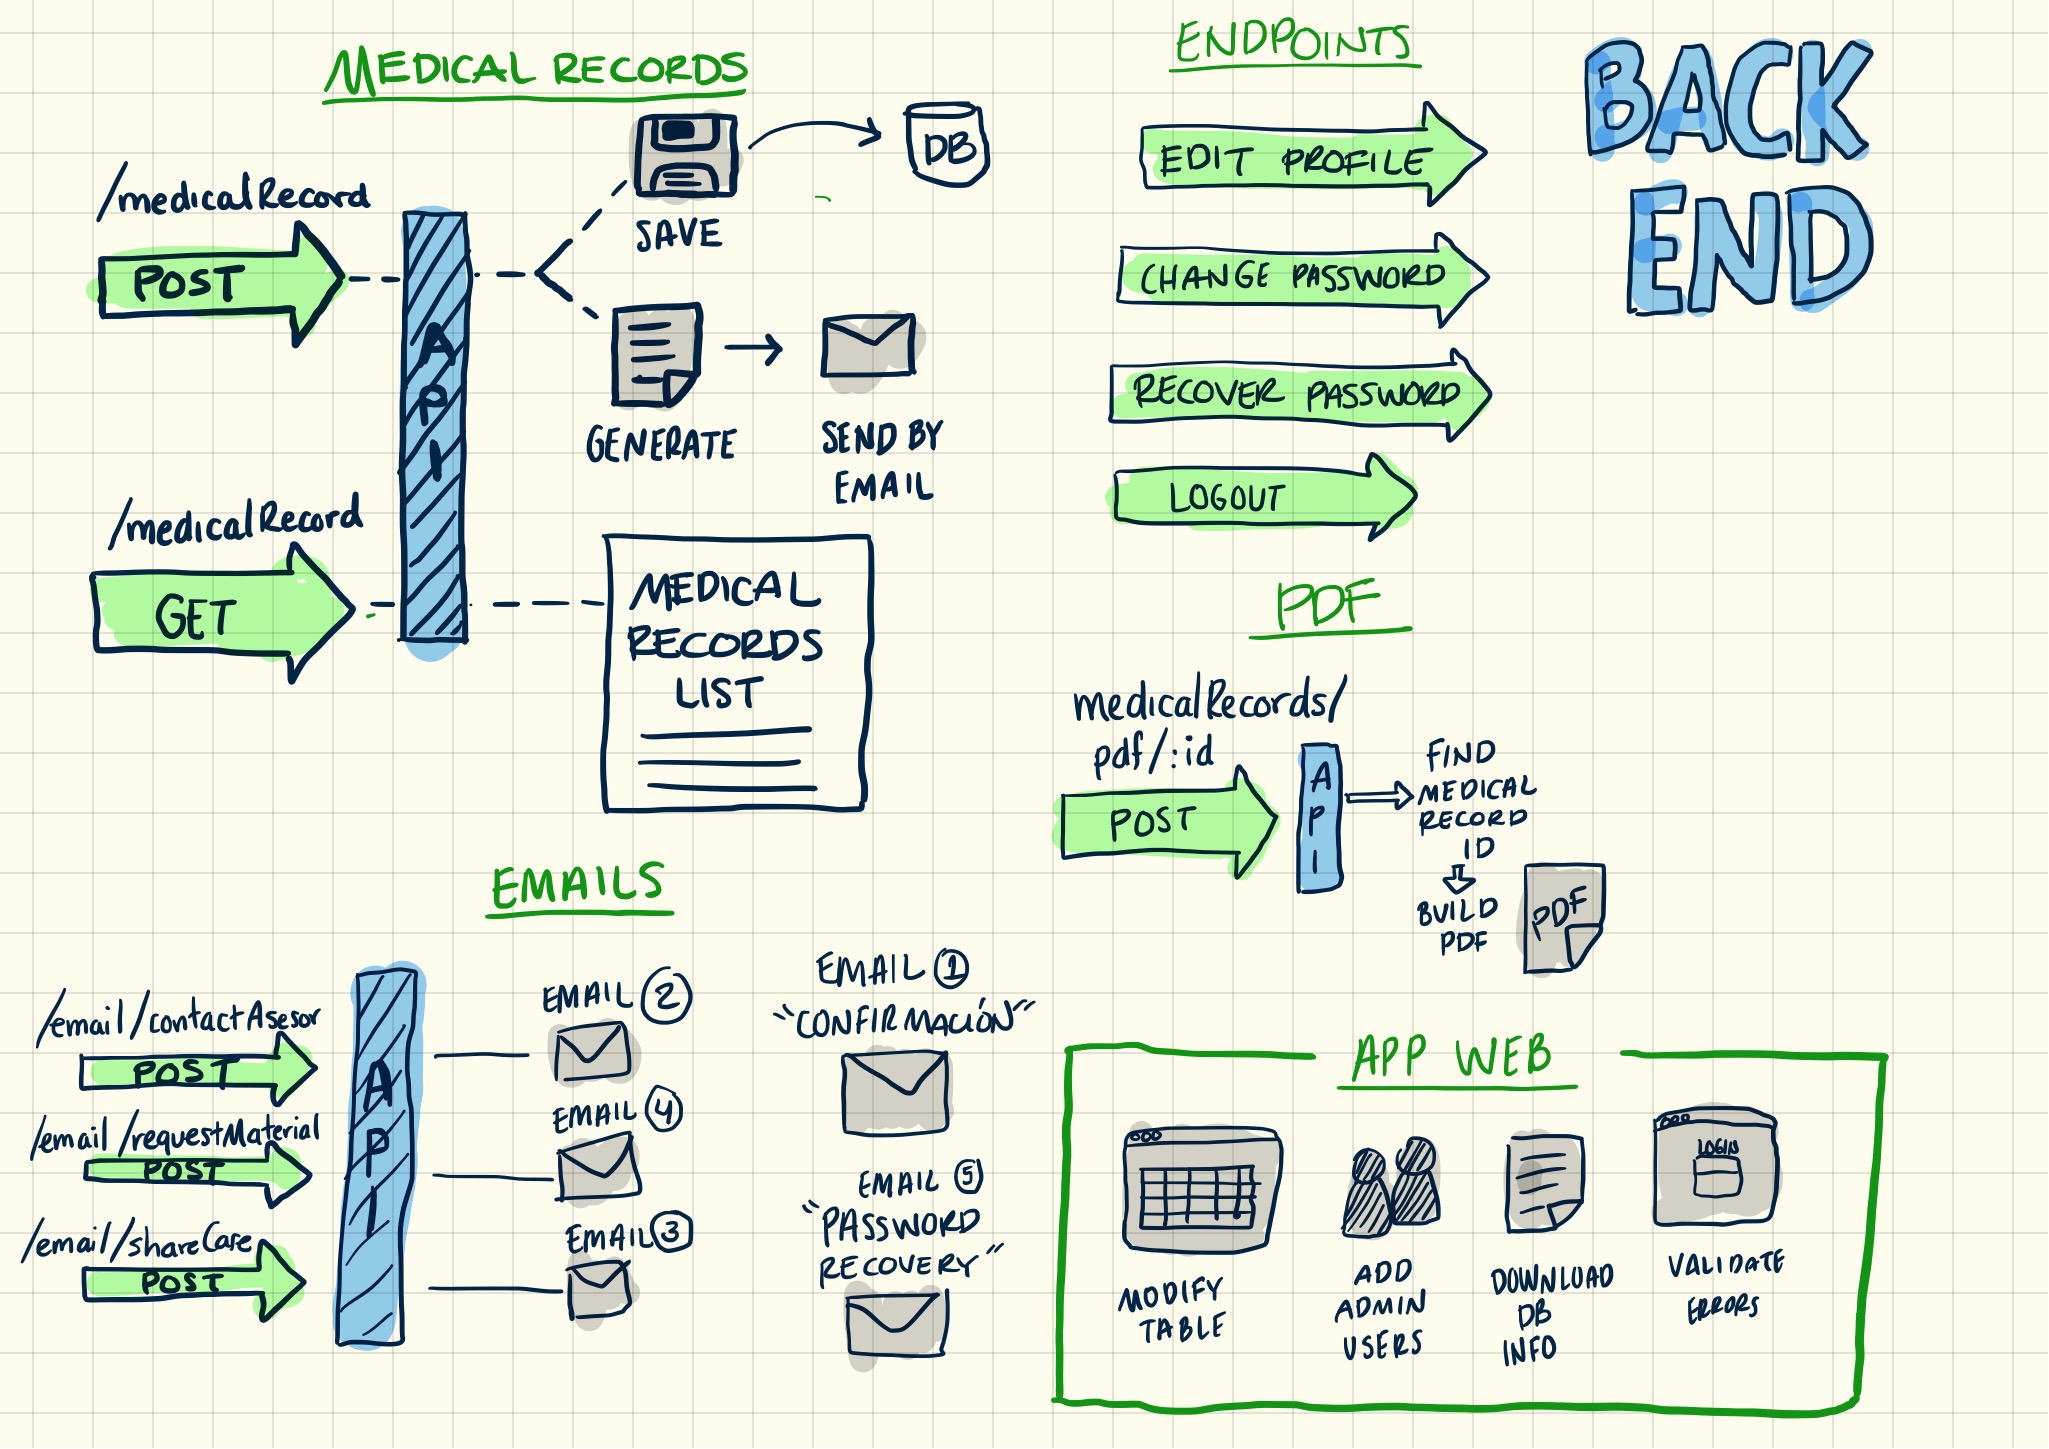 MEDICAL RECORDS
/medicalRecord
POST
API
SAVE
DB
GENERATE
SEND BY
EMAIL
/medicalRecord
GET
MEDICAL
RECORDS
LIST
ENDPOINTS
EDIT PROFILE
CHANGE PASSWORD
RECOVER PASSWORD
LOGOUT
BACK
END
PDF
medicalRecords/
pdf/:id
POST
API
FIND
MEDICAL
RECORD
ID
BUILD
PDF
PDF
EMAILS
/email/contactAsesor
POST
/email/requestMaterial
POST
/email/shareCase
POST
API
EMAIL 2
EMAIL 4
EMAIL 3
EMAIL 1
"CONFIRMACIÓN"
EMAIL 5
"PASSWORD
RECOVERY"
APP WEB
MODIFY
TABLE
ADD
ADMIN
USERS
DOWNLOAD
DB
INFO
LOGIN
VALIDATE
ERRORS